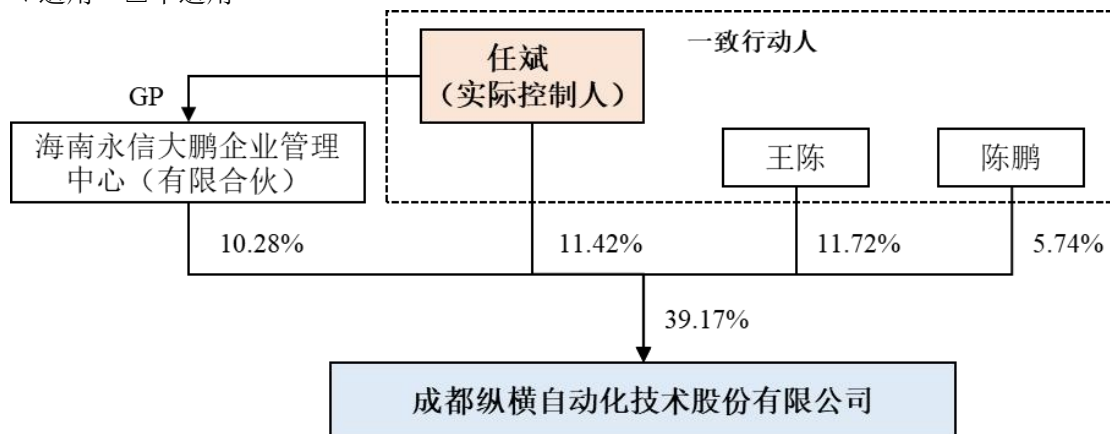 一致行动人
任斌
（实际控制人）
GP
海南永信大鹏企业管理
中心（有限合伙）
王陈
陈鹏
10.28%
11.42%
11.72%
5.74%
39.17%
成都纵横自动化技术股份有限公司